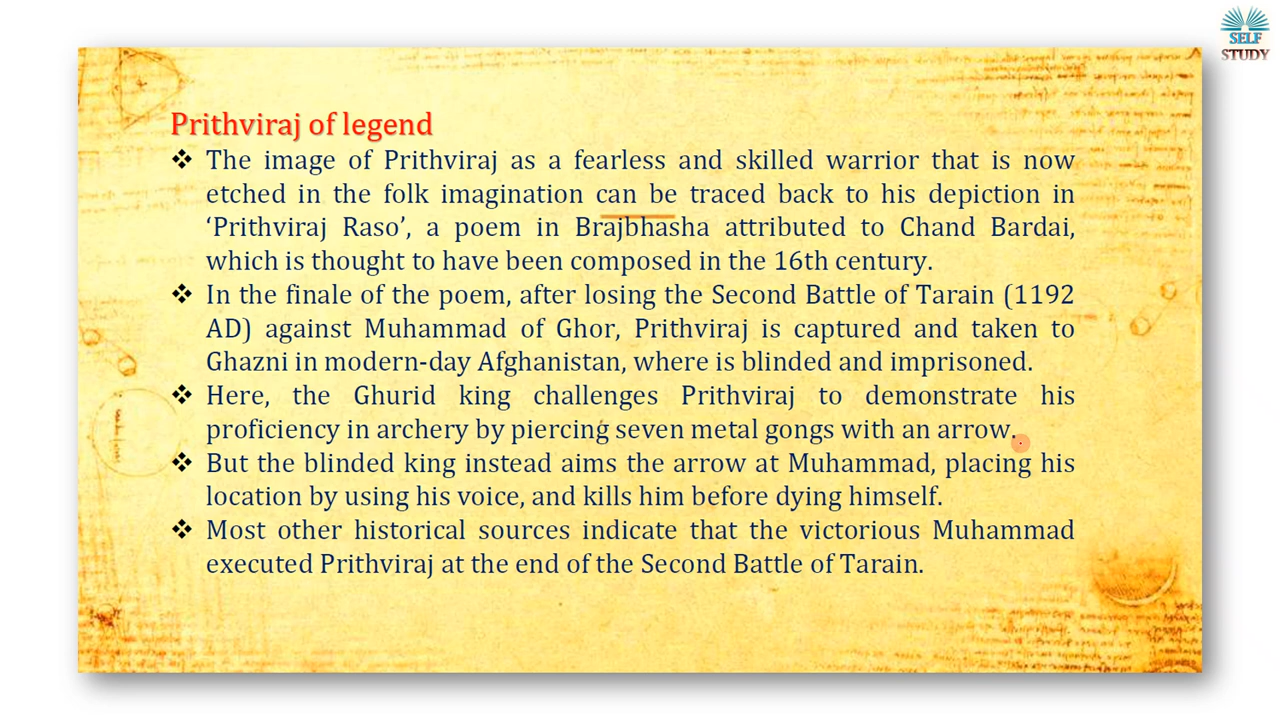 SELF
STUDY
Prithviraj of legend
❖ The image of Prithviraj as a fearless and skilled warrior that is now
etched in the folk imagination can be traced back to his depiction in
‘Prithviraj Raso’, a poem in Brajbhasha attributed to Chand Bardai,
which is thought to have been composed in the 16th century.
❖ In the finale of the poem, after losing the Second Battle of Tarain (1192
AD) against Muhammad of Ghor, Prithviraj is captured and taken to
Ghazni in modern-day Afghanistan, where is blinded and imprisoned.
❖ Here, the Ghurid king challenges Prithviraj to demonstrate his
proficiency in archery by piercing seven metal gongs with an arrow.
❖ But the blinded king instead aims the arrow at Muhammad, placing his
location by using his voice, and kills him before dying himself.
❖ Most other historical sources indicate that the victorious Muhammad
executed Prithviraj at the end of the Second Battle of Tarain.